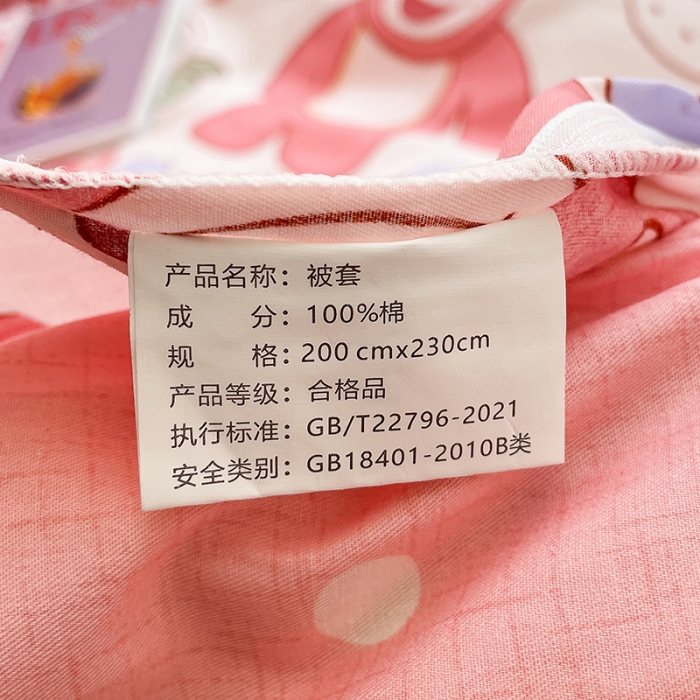 产品名称：被套
成　　分：100%棉
规　　格：200 cmx230cm
产品等级：合格品
执行标准：GB/T22796-2021
安全类别：GB18401-2010B类